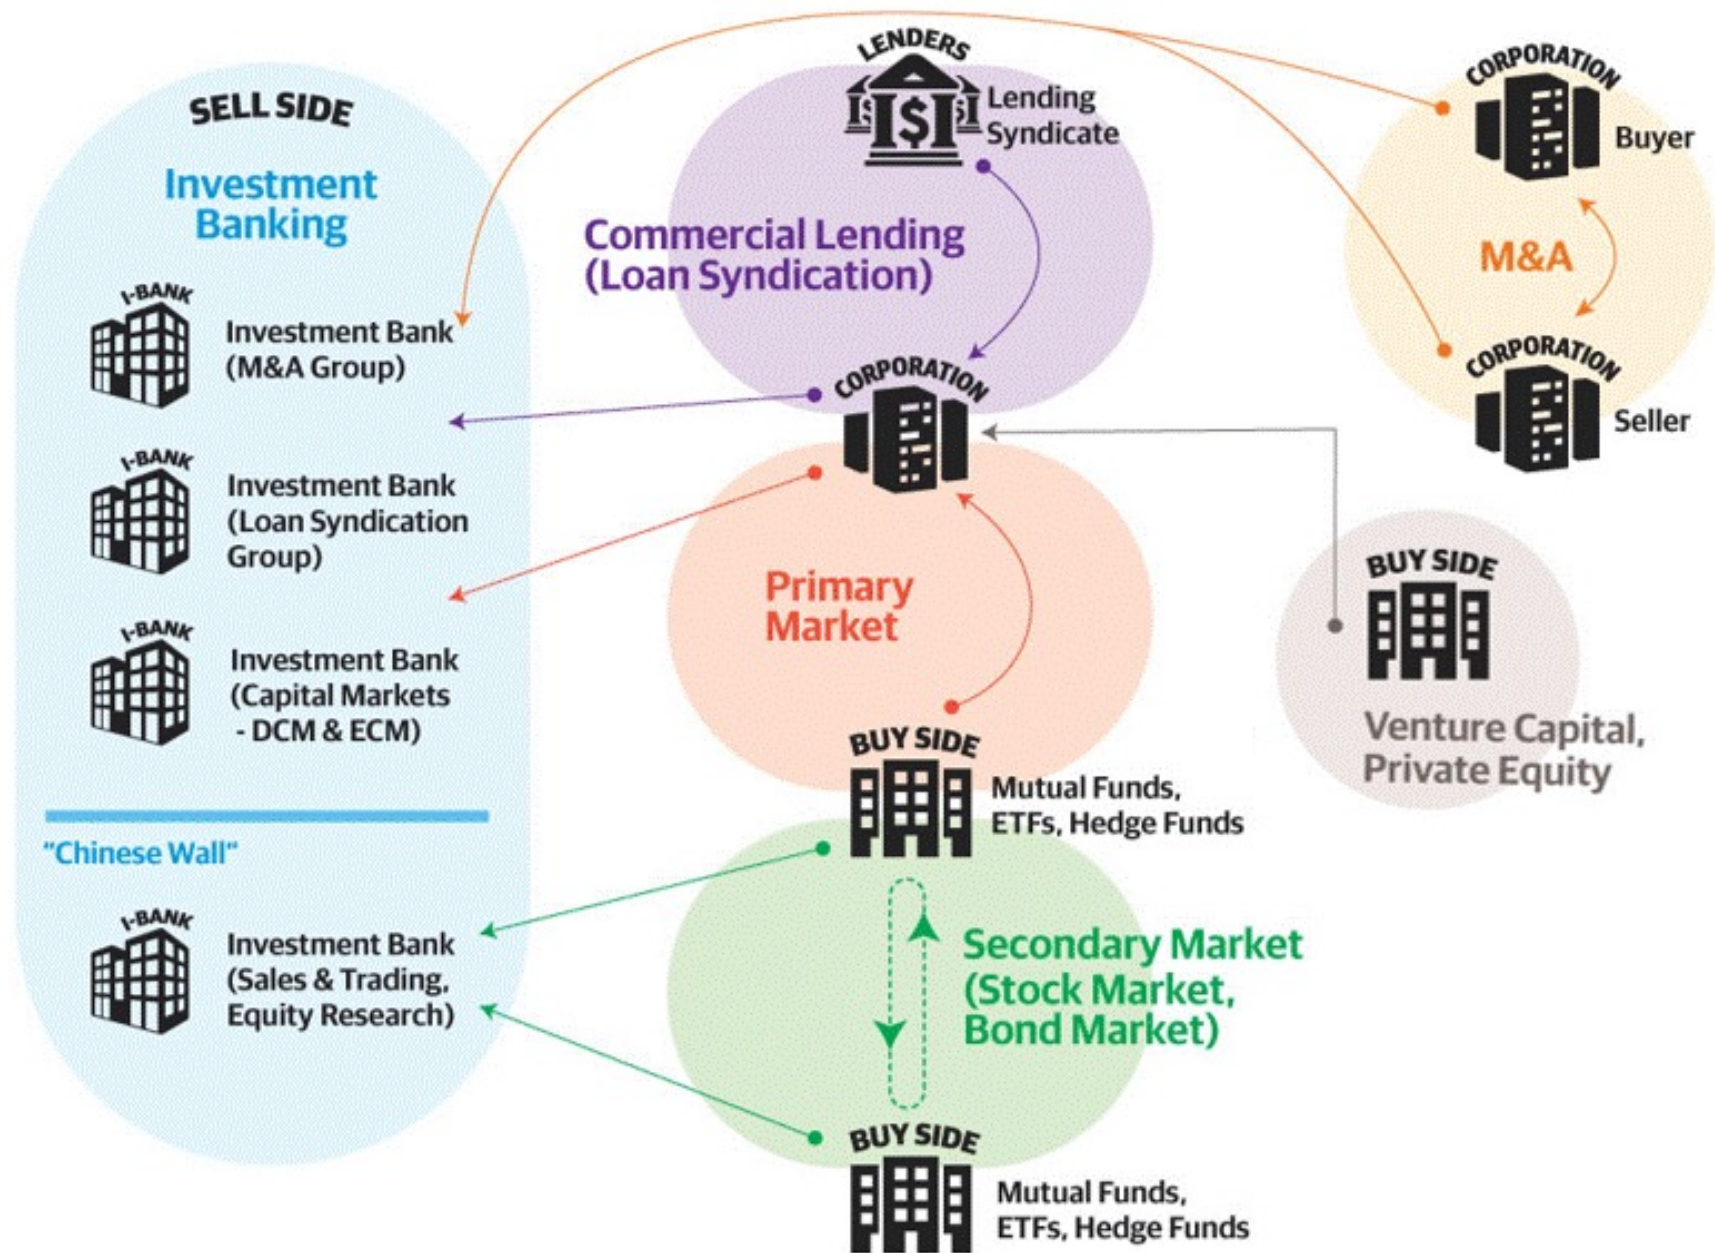 SELL SIDE
Investment
Banking
I-BANK
Investment Bank
(M&A Group)
I-BANK
Investment Bank
(Loan Syndication
Group)
I-BANK
Investment Bank
(Capital Markets
- DCM & ECM)
"Chinese Wall"
I-BANK
Investment Bank
(Sales & Trading,
Equity Research)
LENDERS
$
$
$
Lending
Syndicate
Commercial Lending
(Loan Syndication)
CORPORATION
Primary
Market
BUY SIDE
Mutual Funds,
ETFs, Hedge Funds
Secondary Market
(Stock Market,
Bond Market)
BUY SIDE
Mutual Funds,
ETFs, Hedge Funds
CORPORATION
Buyer
M&A
CORPORATION
Seller
BUY SIDE
Venture Capital,
Private Equity